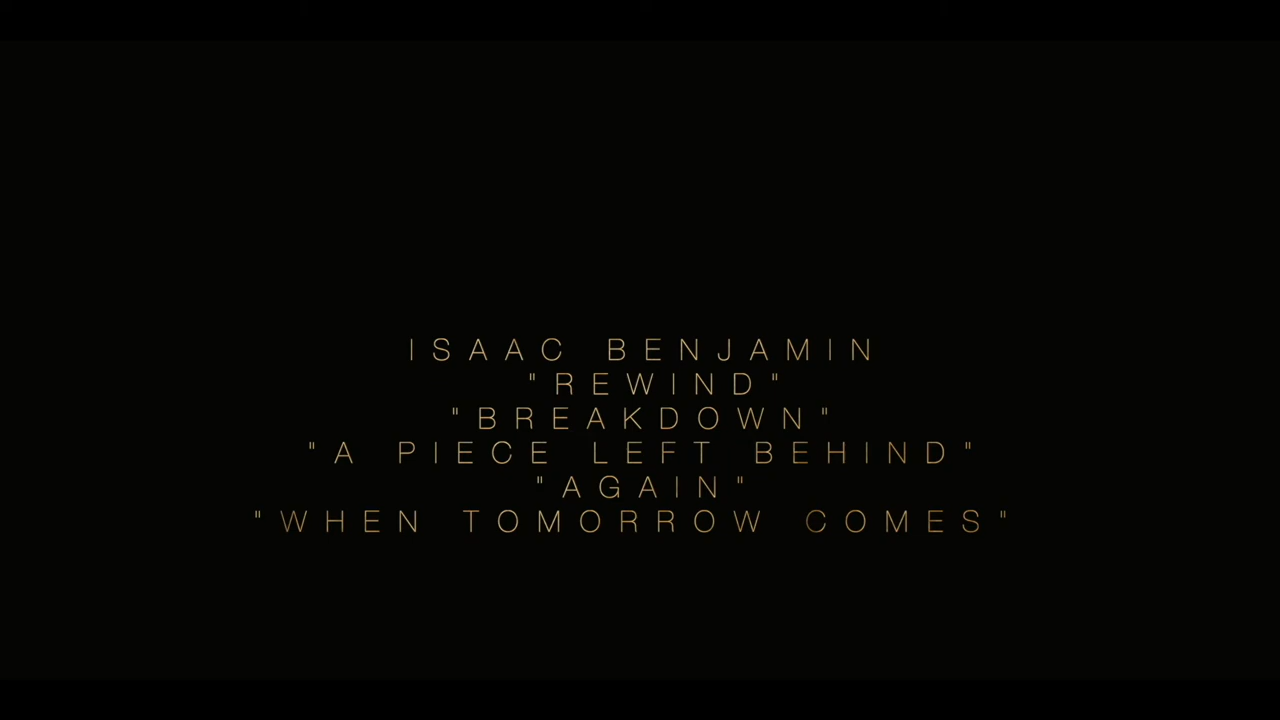 ISAAC BENJAMIN
"REWIND"
"BREAKDOWN"
"A PIECE LEFT BEHIND"
"AGAIN"
"WHEN TOMORROW COMES"